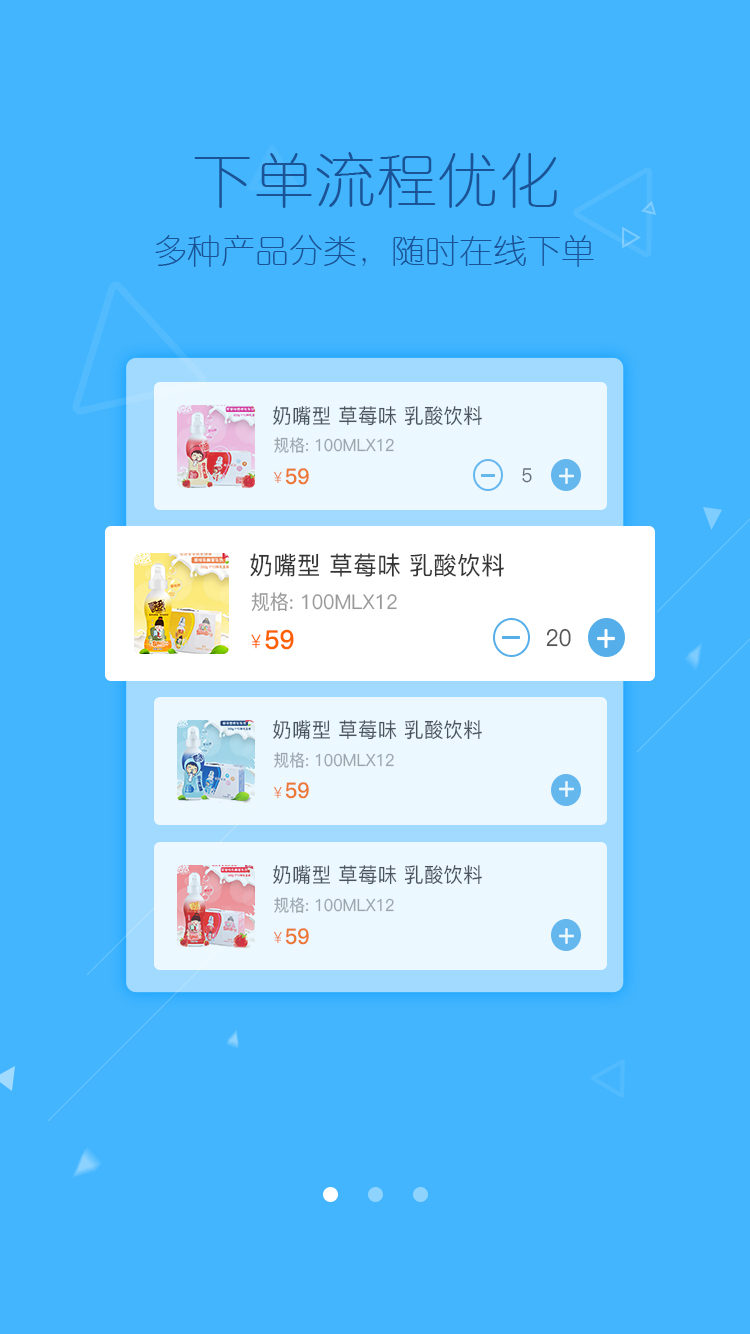 下单流程优化
多种产品分类，随时在线下单
奶嘴型 草莓味 乳酸饮料
规格: 100MLX12
¥59
5
奶嘴型 草莓味 乳酸饮料
规格: 100MLX12
¥59
20
奶嘴型 草莓味 乳酸饮料
规格: 100MLX12
¥59
奶嘴型 草莓味 乳酸饮料
规格: 100MLX12
¥59